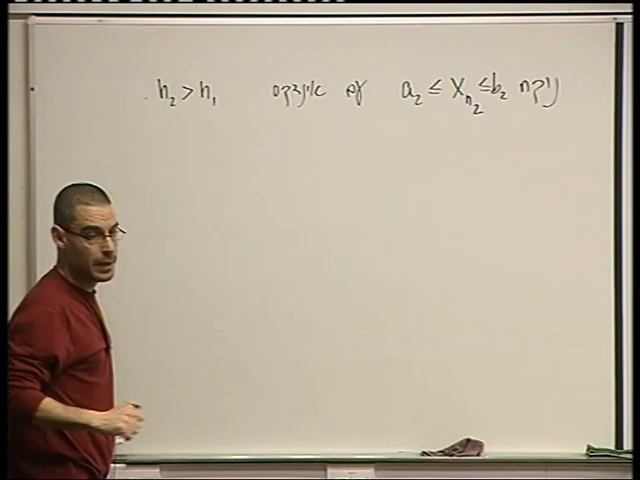 ניקח a₂ ≤ X_{n₂} ≤ b₂ עם אינדקס n₂ > n₁